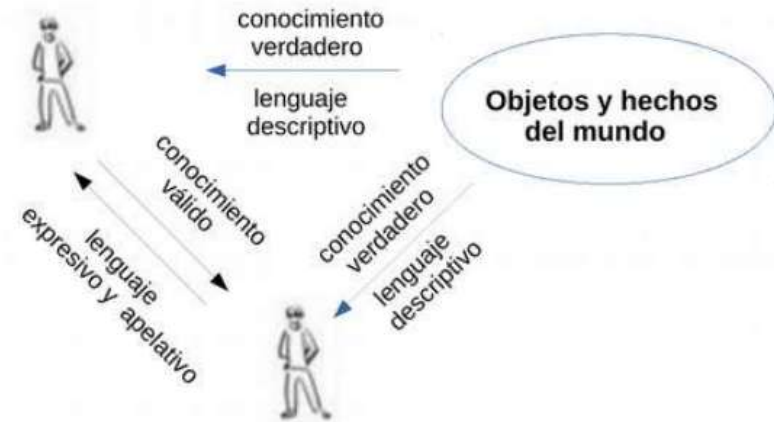 conocimiento
verdadero
lenguaje
descriptivo
Objetos y hechos
del mundo
conocimiento
válido
lenguaje
expresivo y apelativo
conocimiento
verdadero
lenguaje
descriptivo